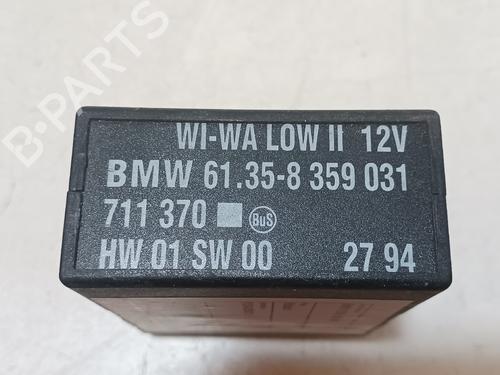 B-PARTS
WI-WA LOW II 12V
BMW 61.35-8 359 031
711 370 BuS
HW 01 SW 00 27 94